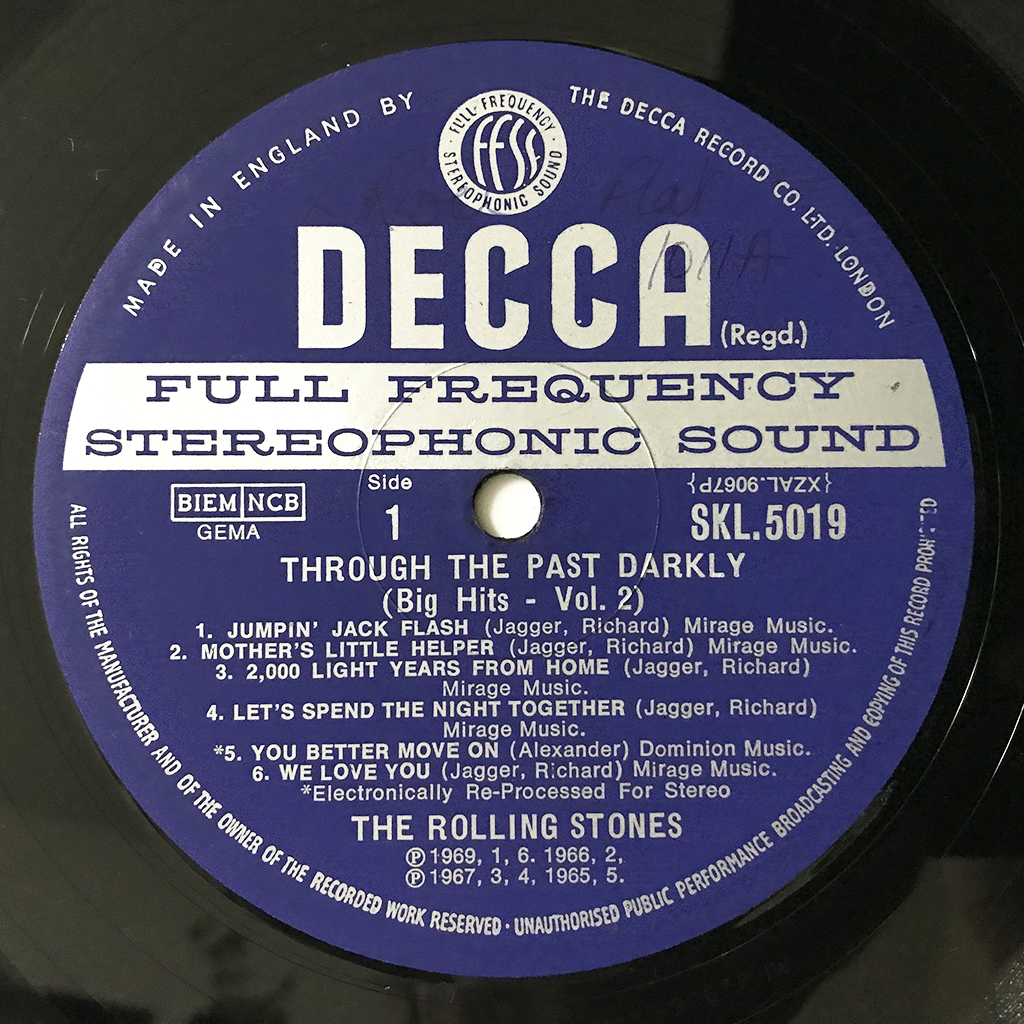 MADE IN ENGLAND BY
THE DECCA RECORD CO. LTD. LONDON
FULL FREQUENCY
FFSS
STEREOPHONIC SOUND
DECCA (Regd.)
1011A
FULL FREQUENCY
STEREOPHONIC SOUND
BIEM NCB
GEMA
Side
1
{XZAL.9067P}
SKL.5019
THROUGH THE PAST DARKLY
(Big Hits - Vol. 2)
1. JUMPIN' JACK FLASH (Jagger, Richard) Mirage Music.
2. MOTHER'S LITTLE HELPER (Jagger, Richard) Mirage Music.
3. 2,000 LIGHT YEARS FROM HOME (Jagger, Richard)
Mirage Music.
4. LET'S SPEND THE NIGHT TOGETHER (Jagger, Richard)
Mirage Music.
*5. YOU BETTER MOVE ON (Alexander) Dominion Music.
6. WE LOVE YOU (Jagger, Richard) Mirage Music.
*Electronically Re-Processed For Stereo
THE ROLLING STONES
℗ 1969, 1, 6. 1966, 2,
℗ 1967, 3, 4, 1965, 5.
ALL RIGHTS OF THE MANUFACTURER AND OF THE OWNER OF THE RECORDED WORK RESERVED · UNAUTHORISED PUBLIC PERFORMANCE BROADCASTING AND COPYING OF THIS RECORD PROHIBITED